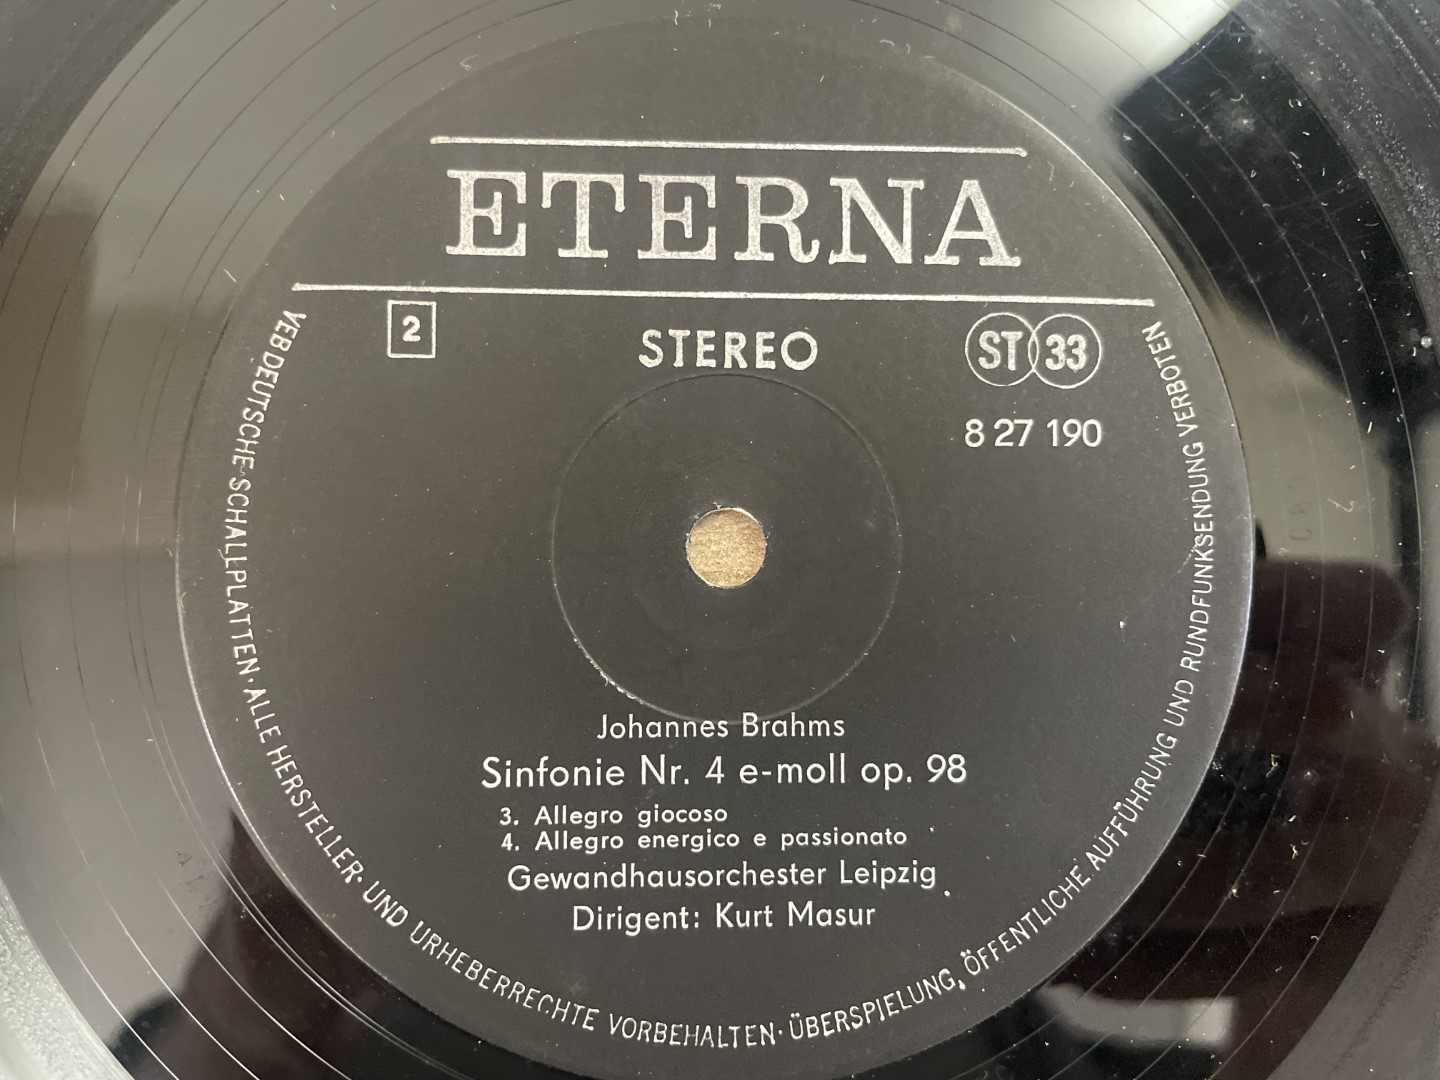 ETERNA
2
STEREO
ST 33
8 27 190
Johannes Brahms
Sinfonie Nr. 4 e-moll op. 98
3. Allegro giocoso
4. Allegro energico e passionato
Gewandhausorchester Leipzig
Dirigent: Kurt Masur
VEB DEUTSCHE SCHALLPLATTEN · ALLE HERSTELLER- UND URHEBERRECHTE VORBEHALTEN · ÜBERSPIELUNG, ÖFFENTLICHE AUFFÜHRUNG UND RUNDFUNKSENDUNG VERBOTEN